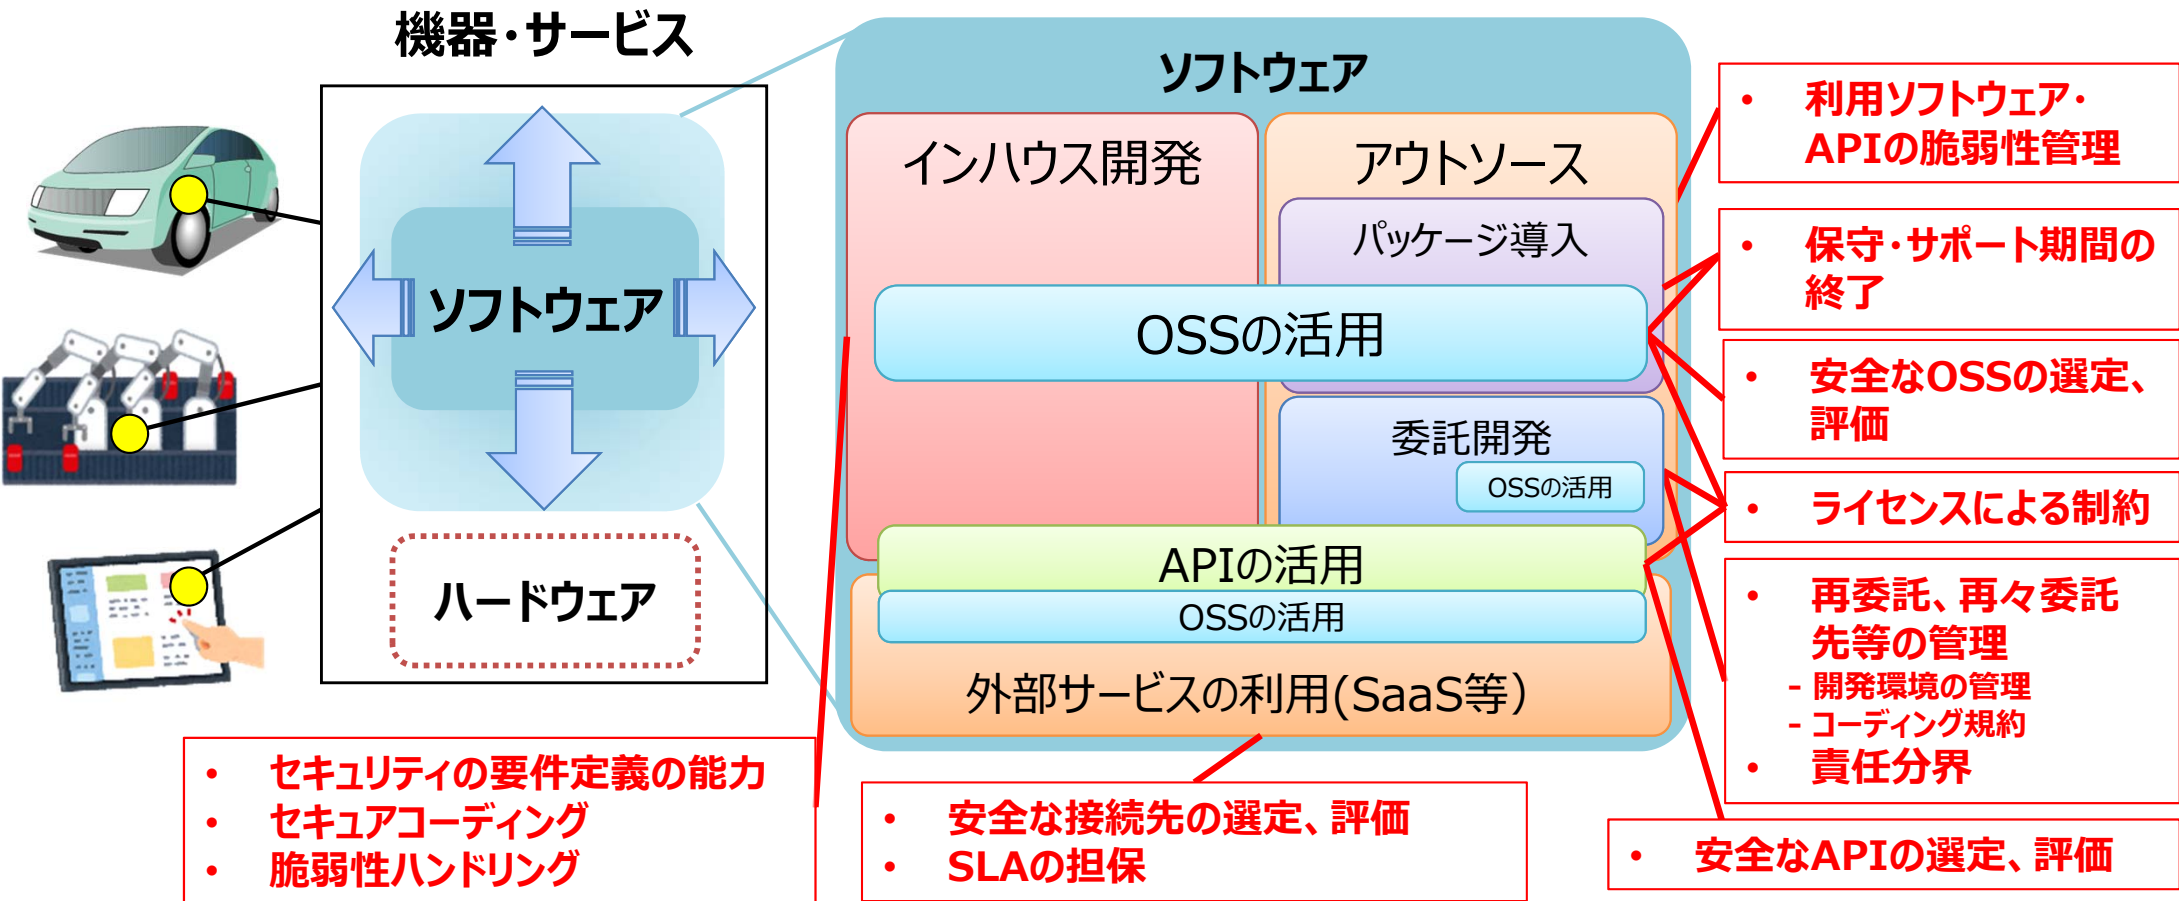 機器・サービス
ソフトウェア
ハードウェア
ソフトウェア
インハウス開発
アウトソース
パッケージ導入
OSSの活用
委託開発
OSSの活用
APIの活用
OSSの活用
外部サービスの利用(SaaS等）
• 利用ソフトウェア・
APIの脆弱性管理
• 保守・サポート期間の
終了
• 安全なOSSの選定、
評価
• ライセンスによる制約
• 再委託、再々委託
先等の管理
- 開発環境の管理
- コーディング規約
• 責任分界
• 安全なAPIの選定、評価
• セキュリティの要件定義の能力
• セキュアコーディング
• 脆弱性ハンドリング
• 安全な接続先の選定、評価
• SLAの担保